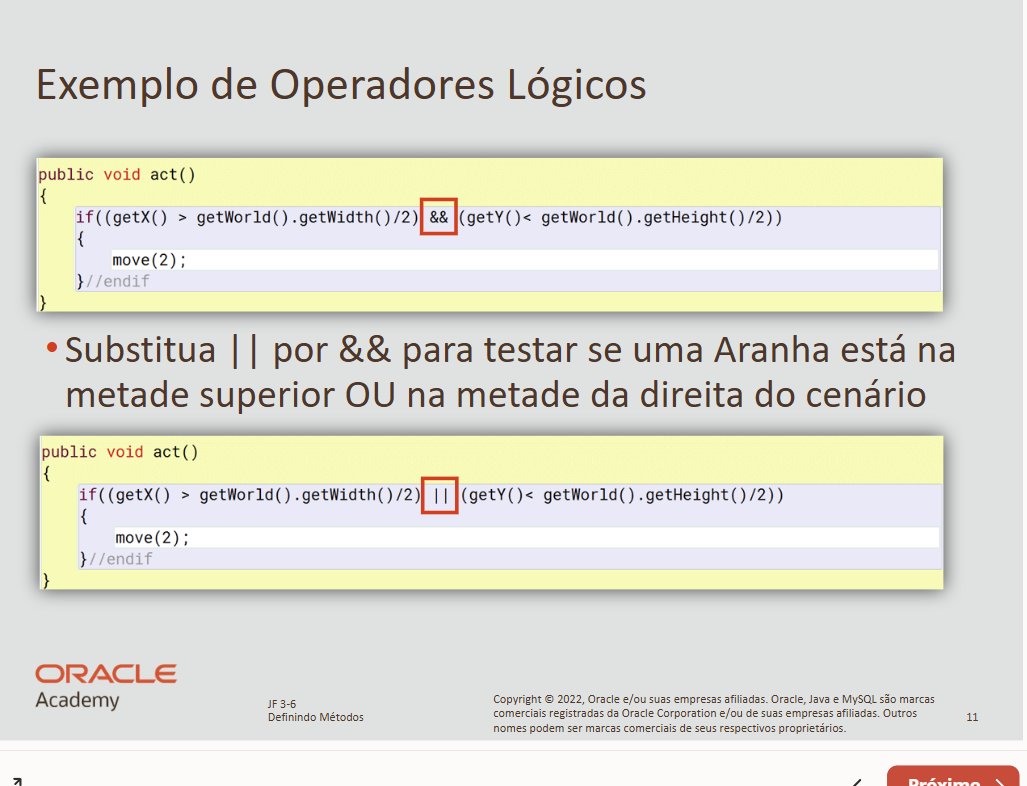 Exemplo de Operadores Lógicos
public void act()
{
if((getX() > getWorld().getWidth()/2) && (getY()< getWorld().getHeight()/2))
{
move(2);
}//endif
}
• Substitua || por && para testar se uma Aranha está na
metade superior OU na metade da direita do cenário
public void act()
{
if((getX() > getWorld().getWidth()/2) || (getY()< getWorld().getHeight()/2))
{
move(2);
}//endif
}
ORACLE
Academy
JF 3-6
Definindo Métodos
Copyright © 2022, Oracle e/ou suas empresas afiliadas. Oracle, Java e MySQL são marcas
comerciais registradas da Oracle Corporation e/ou de suas empresas afiliadas. Outros
nomes podem ser marcas comerciais de seus respectivos proprietários.
11
Próximo